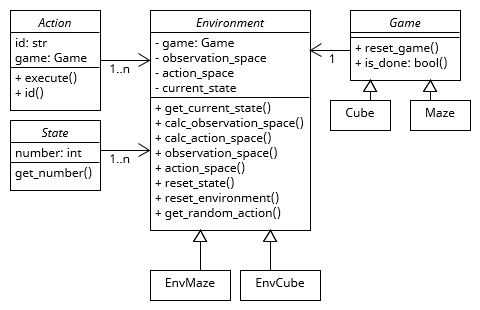 Action
id: str
game: Game
+ execute()
+ id()
1..n
State
number: int
get_number()
1..n
Environment
- game: Game
- observation_space
- action_space
- current_state
+ get_current_state()
+ calc_observation_space()
+ calc_action_space()
+ observation_space()
+ action_space()
+ reset_state()
+ reset_environment()
+ get_random_action()
1
Game
+ reset_game()
+ is_done: bool()
Cube
Maze
EnvMaze
EnvCube